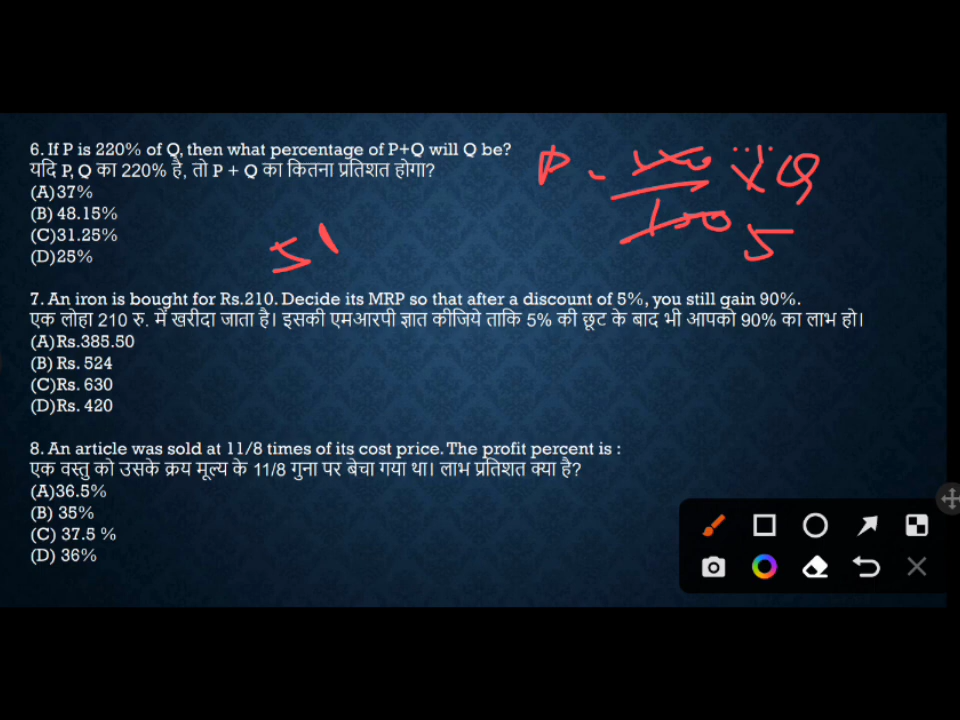 6. If P is 220% of Q, then what percentage of P+Q will Q be?
यदि P, Q का 220% है, तो P + Q का कितना प्रतिशत होगा?
(A)37%
(B) 48.15%
(C)31.25%
(D)25%
7. An iron is bought for Rs.210. Decide its MRP so that after a discount of 5%, you still gain 90%.
एक लोहा 210 रु. में खरीदा जाता है। इसकी एमआरपी ज्ञात कीजिये ताकि 5% की छूट के बाद भी आपको 90% का लाभ हो।
(A)Rs.385.50
(B) Rs. 524
(C)Rs. 630
(D)Rs. 420
8. An article was sold at 11/8 times of its cost price. The profit percent is :
एक वस्तु को उसके क्रय मूल्य के 11/8 गुना पर बेचा गया था। लाभ प्रतिशत क्या है?
(A)36.5%
(B) 35%
(C) 37.5 %
(D) 36%
P
Q
100
5
5